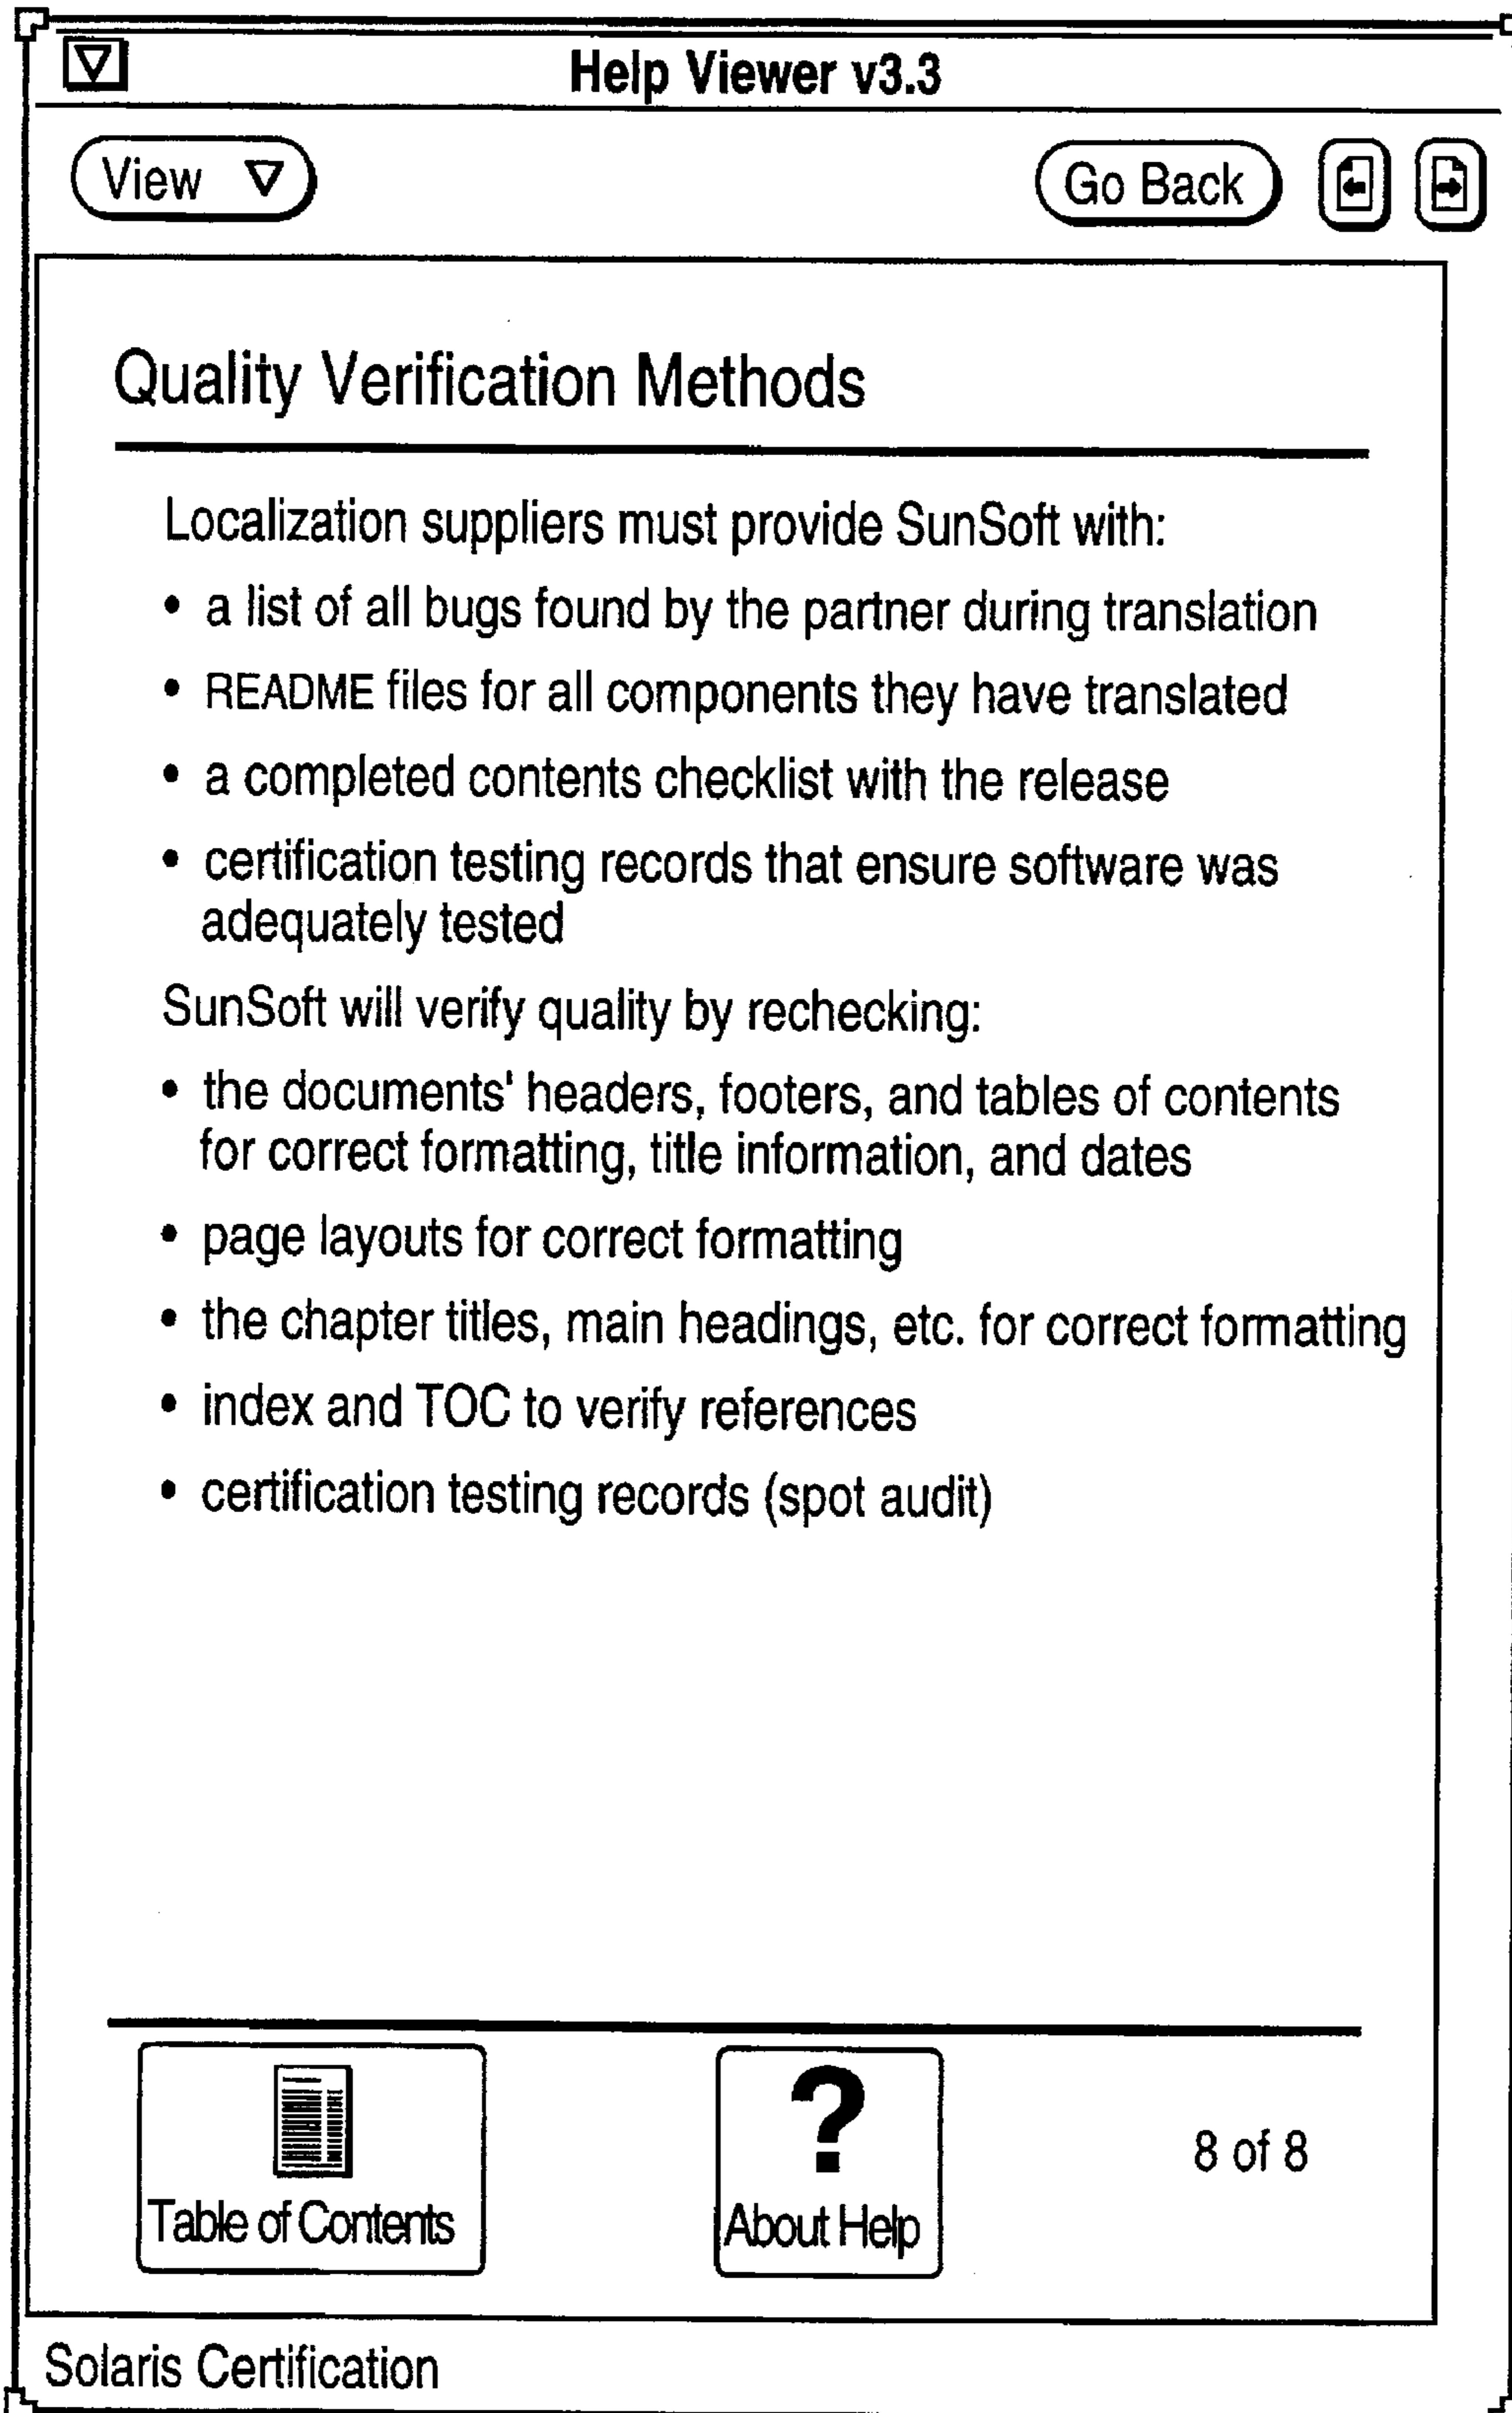 Help Viewer v3.3
View
Go Back
Quality Verification Methods
Localization suppliers must provide SunSoft with:
• a list of all bugs found by the partner during translation
• README files for all components they have translated
• a completed contents checklist with the release
• certification testing records that ensure software was
adequately tested
SunSoft will verify quality by rechecking:
• the documents' headers, footers, and tables of contents
for correct formatting, title information, and dates
• page layouts for correct formatting
• the chapter titles, main headings, etc. for correct formatting
• index and TOC to verify references
• certification testing records (spot audit)
?
8 of 8
Table of Contents
About Help
Solaris Certification